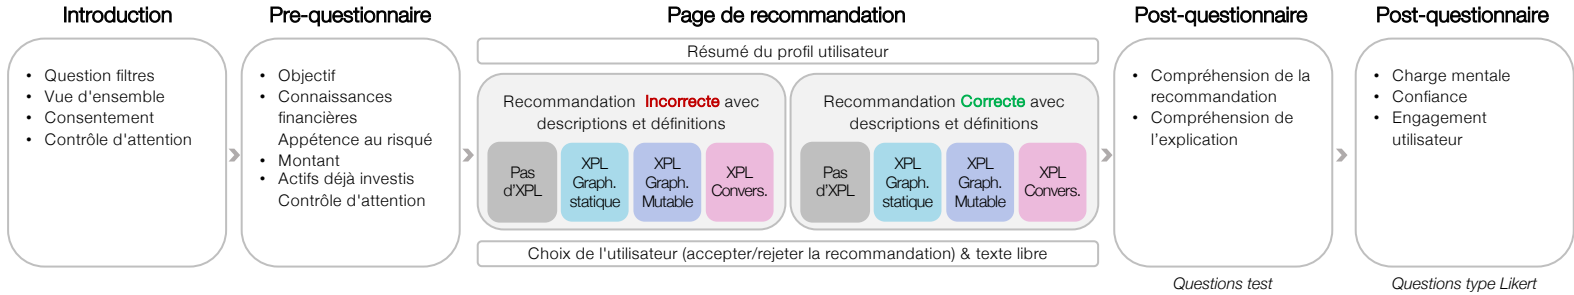 Introduction
• Question filtres
• Vue d'ensemble
• Consentement
• Contrôle d'attention
Pre-questionnaire
• Objectif
• Connaissances
financières
Appétence au risqué
• Montant
• Actifs déjà investis
Contrôle d'attention
Page de recommandation
Résumé du profil utilisateur
Recommandation Incorrecte avec
descriptions et définitions
Pas
d'XPL
XPL
Graph.
statique
XPL
Graph.
Mutable
XPL
Convers.
Recommandation Correcte avec
descriptions et définitions
Pas
d'XPL
XPL
Graph.
statique
XPL
Graph.
Mutable
XPL
Convers.
Choix de l'utilisateur (accepter/rejeter la recommandation) & texte libre
Post-questionnaire
• Compréhension de la
recommandation
• Compréhension de
l'explication
Questions test
Post-questionnaire
• Charge mentale
• Confiance
• Engagement
utilisateur
Questions type Likert